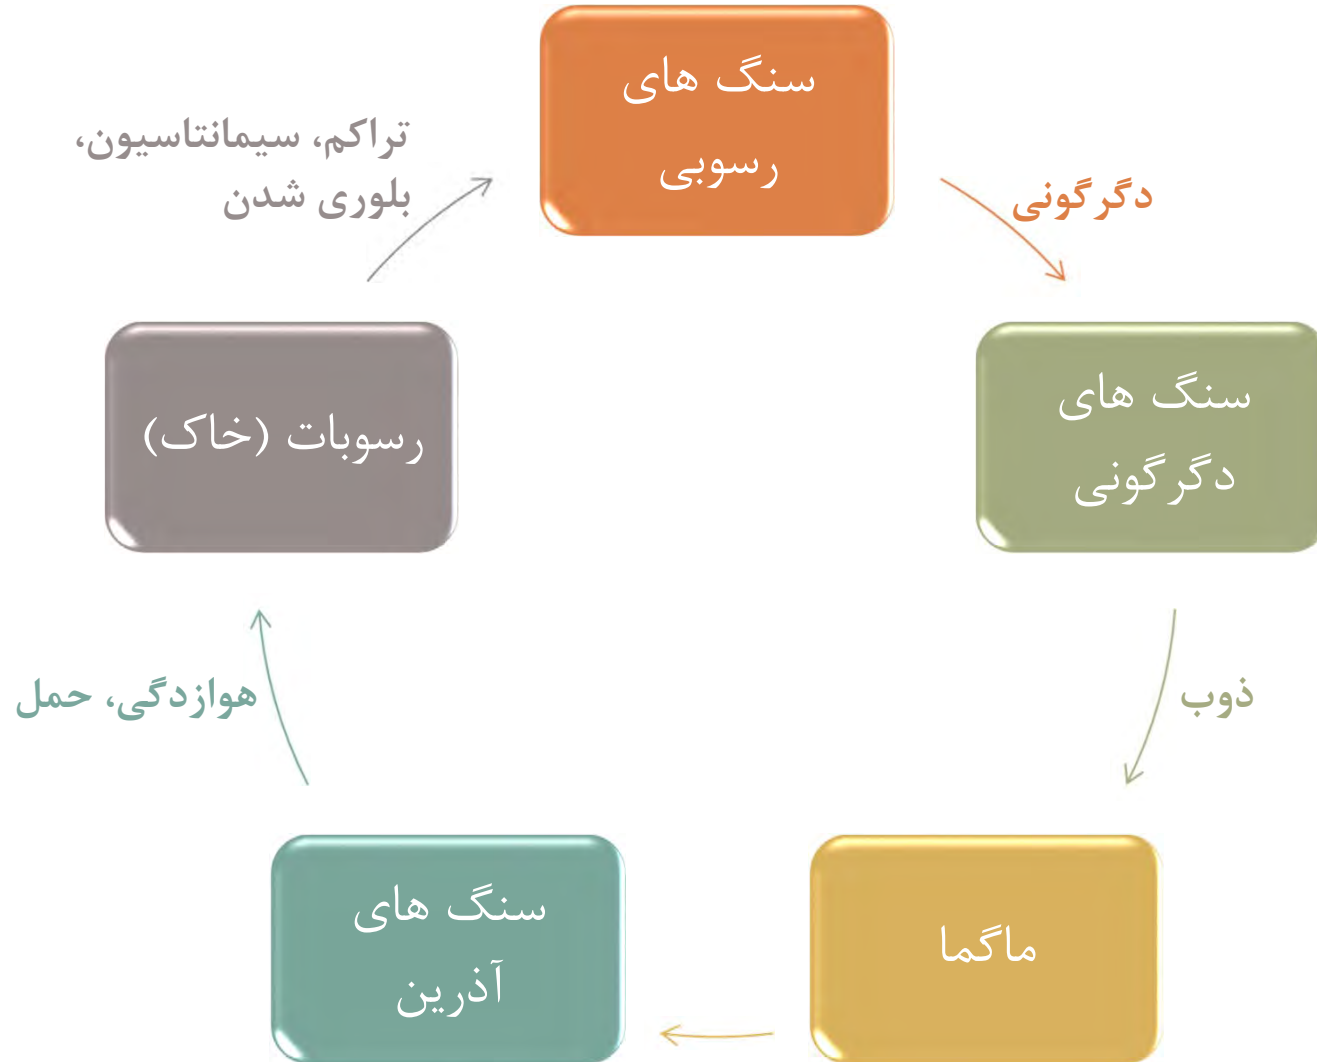 سنگ های
رسوبی
دگرگونی
سنگ های
دگرگونی
ذوب
ماگما
سنگ های
آذرین
هوازدگی، حمل
رسوبات (خاک)
تراکم، سیمانتاسیون،
بلوری شدن